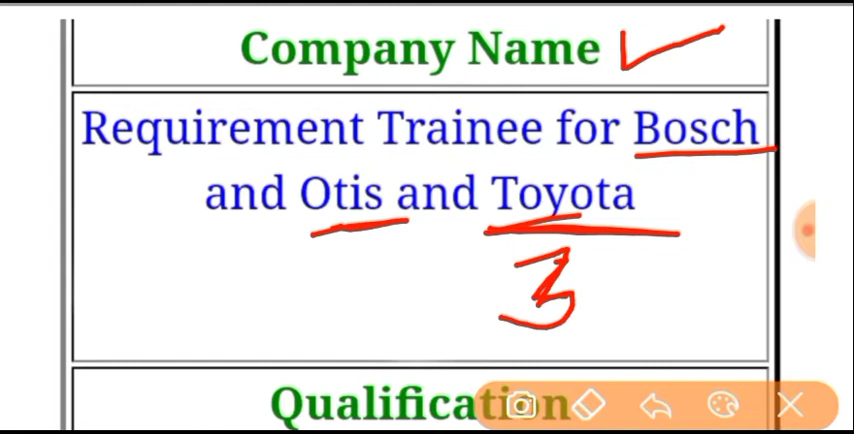 Company Name
Requirement Trainee for Bosch
and Otis and Toyota
3
Qualification